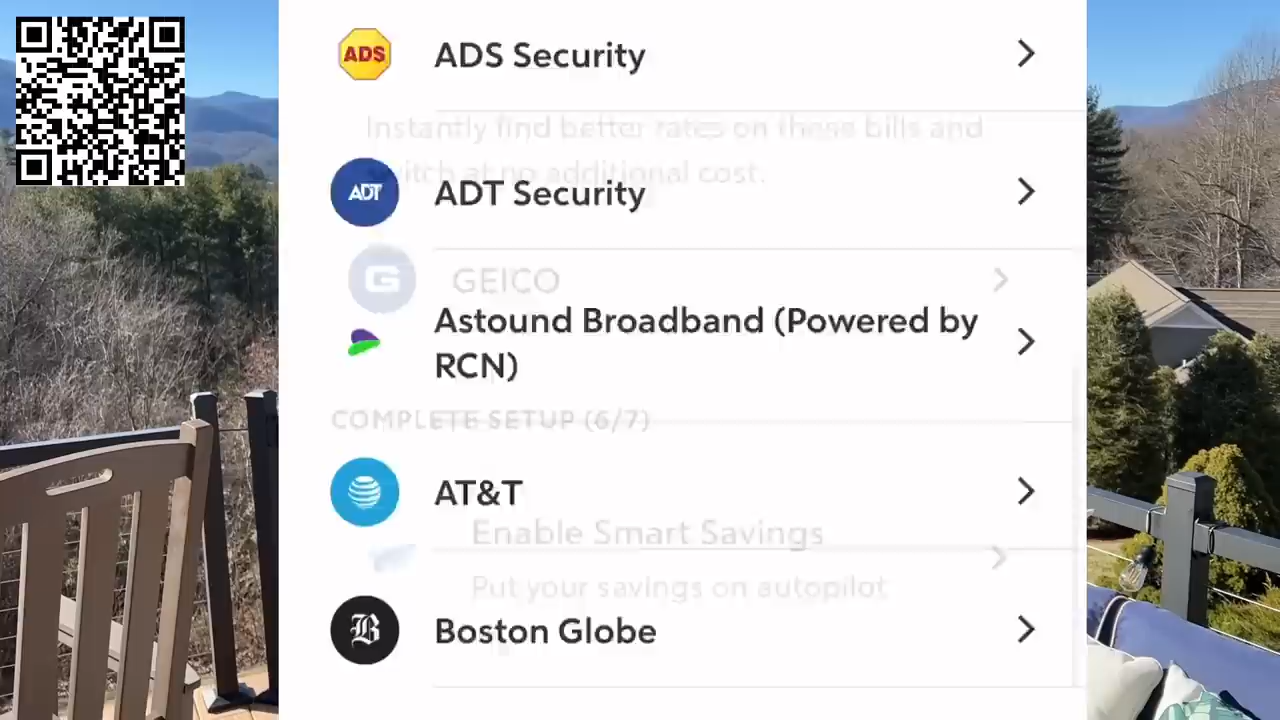 ADS
ADS Security
Instantly find better rates on these bills and
switch at no additional cost.
ADT
ADT Security
G
GEICO
Astound Broadband (Powered by
RCN)
COMPLETE SETUP (6/7)
AT&T
Enable Smart Savings
Put your savings on autopilot
B
Boston Globe